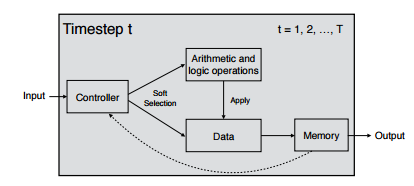 Timestep t
t = 1, 2, ..., T
Arithmetic and
logic operations
Input
Controller
Soft
Selection
Apply
Data
Memory
Output